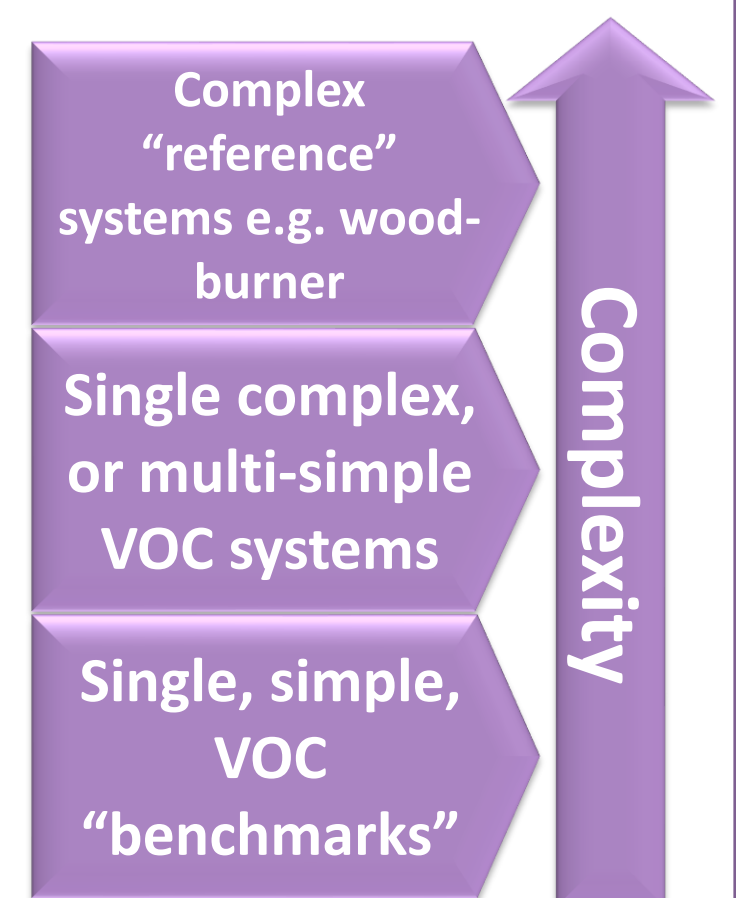 Complex
“reference”
systems e.g. wood-
burner
Single complex,
or multi-simple
VOC systems
Single, simple,
VOC
“benchmarks”
Complexity